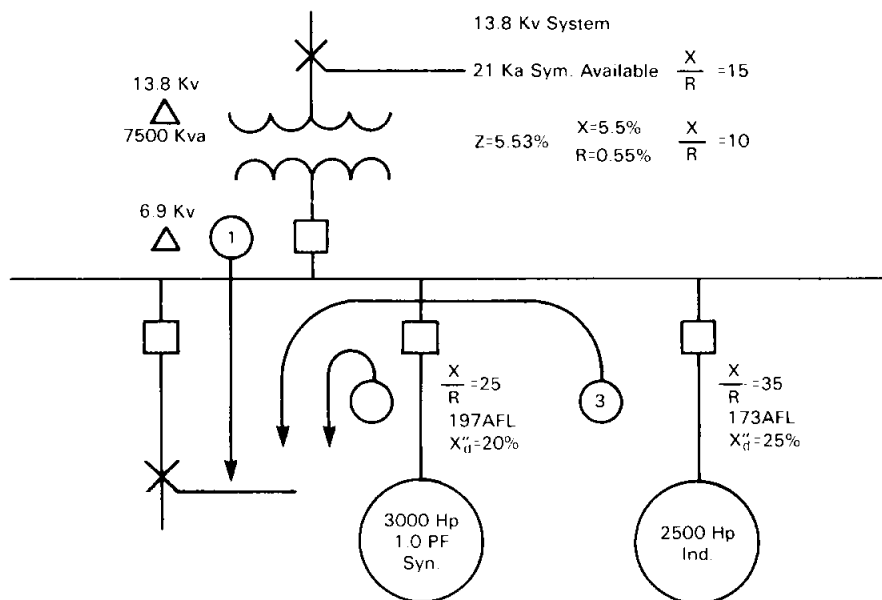 13.8 Kv System
21 Ka Sym. Available X/R =15
13.8 Kv
7500 Kva
Z=5.53% X=5.5% X/R =10
R=0.55%
6.9 Kv
1
X/R =25
197AFL
X″d=20%
3
X/R =35
173AFL
X″d=25%
3000 Hp
1.0 PF
Syn.
2500 Hp
Ind.